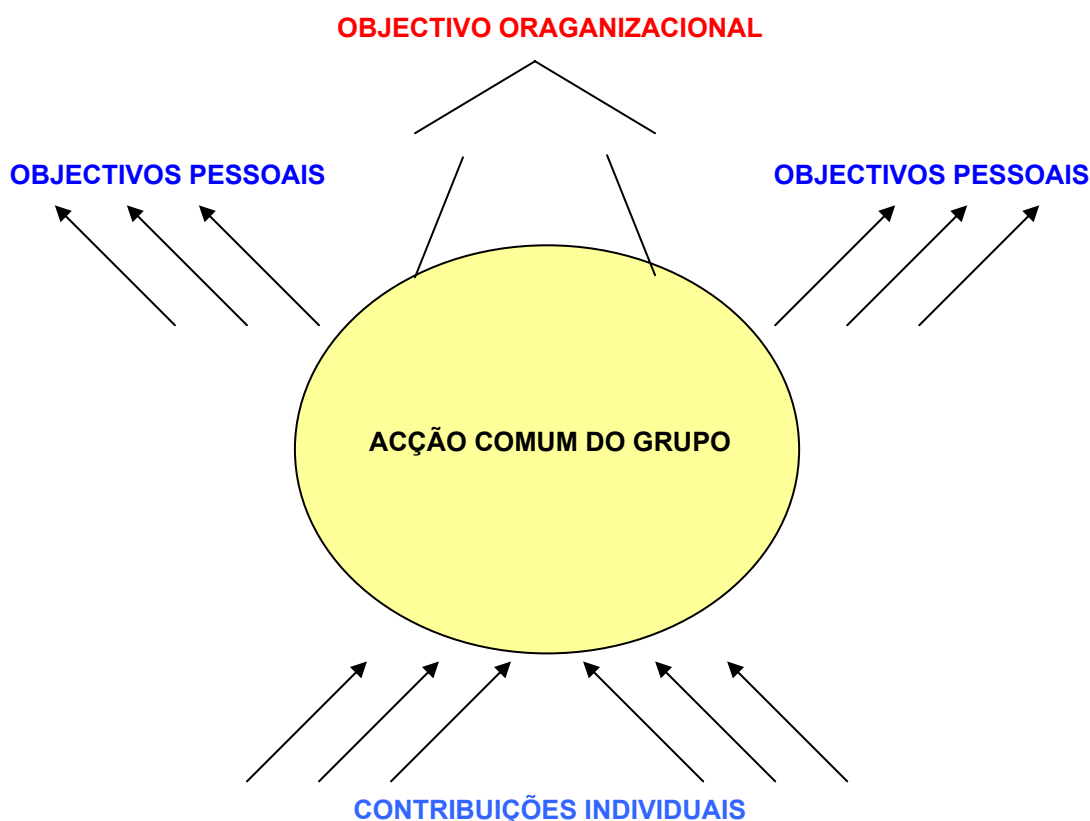 OBJECTIVO ORAGANIZACIONAL
OBJECTIVOS PESSOAIS
OBJECTIVOS PESSOAIS
ACÇÃO COMUM DO GRUPO
CONTRIBUIÇÕES INDIVIDUAIS